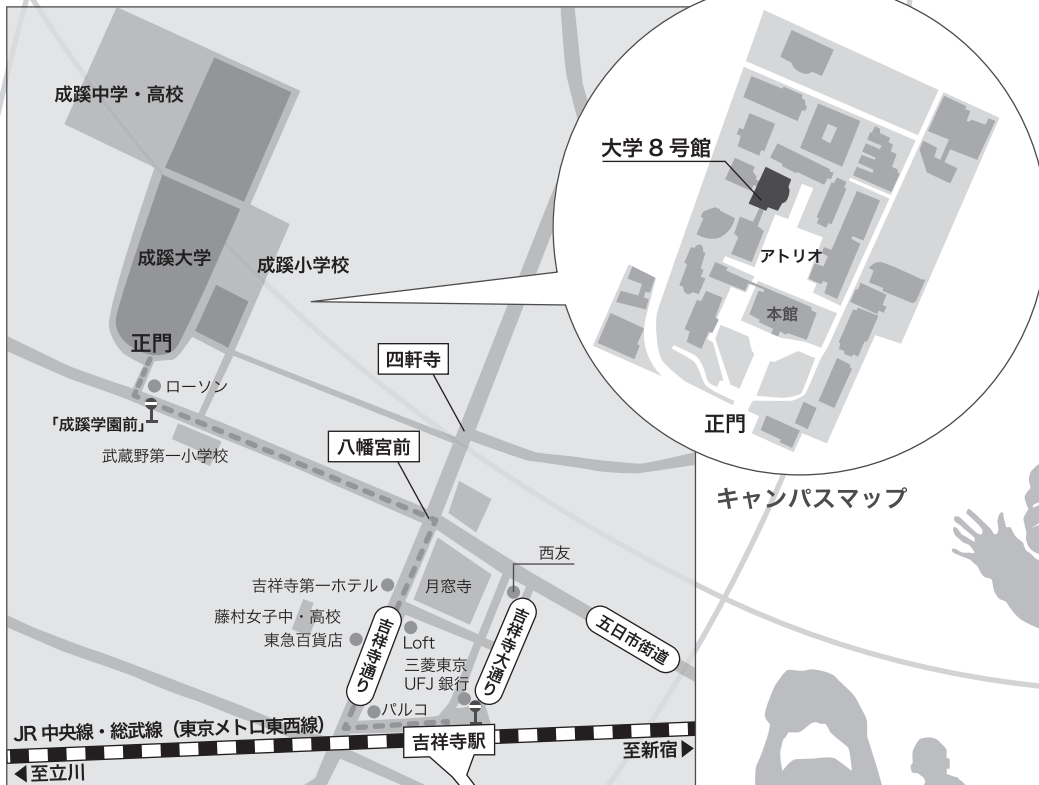 成蹊中学・高校
大学 8 号館
成蹊大学
成蹊小学校
アトリオ
本館
正門
正門
四軒寺
ローソン
「成蹊学園前」
八幡宮前
武蔵野第一小学校
キャンパスマップ
西友
吉祥寺第一ホテル
月窓寺
藤村女子中・高校
東急百貨店
吉祥寺通り
Loft
吉祥寺大通り
五日市街道
三菱東京
UFJ 銀行
パルコ
JR 中央線・総武線（東京メトロ東西線）
吉祥寺駅
至新宿▶
◀至立川